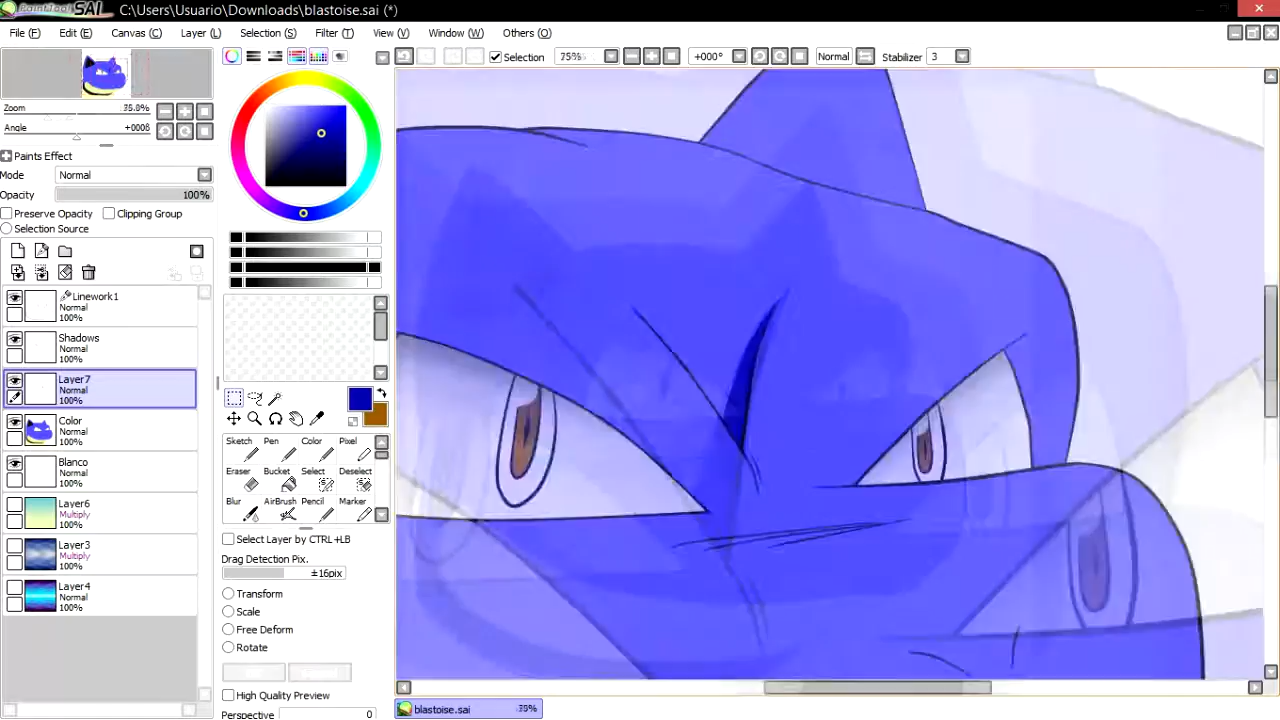 PaintTool SAI C:\Users\Usuario\Downloads\blastoise.sai (*)
File (F) Edit (E) Canvas (C) Layer (L) Selection (S) Filter (T) View (V) Window (W) Others (O)
Selection 75% +000° Normal Stabilizer 3
Zoom
Angle
Paints Effect
Mode Normal
Opacity 100%
Preserve Opacity Clipping Group
Selection Source
Linework1
Normal
100%
Shadows
Normal
100%
Layer7
Normal
100%
Color
Normal
100%
Blanco
Normal
100%
Layer6
Multiply
100%
Layer3
Multiply
100%
Layer4
Normal
100%
Sketch Pen Color Pixel
Eraser Bucket Select Deselect
Blur AirBrush Pencil Marker
Select Layer by CTRL+LB
Drag Detection Pix.
±16pix
Transform
Scale
Free Deform
Rotate
High Quality Preview
Perspective 0
blastoise.sai